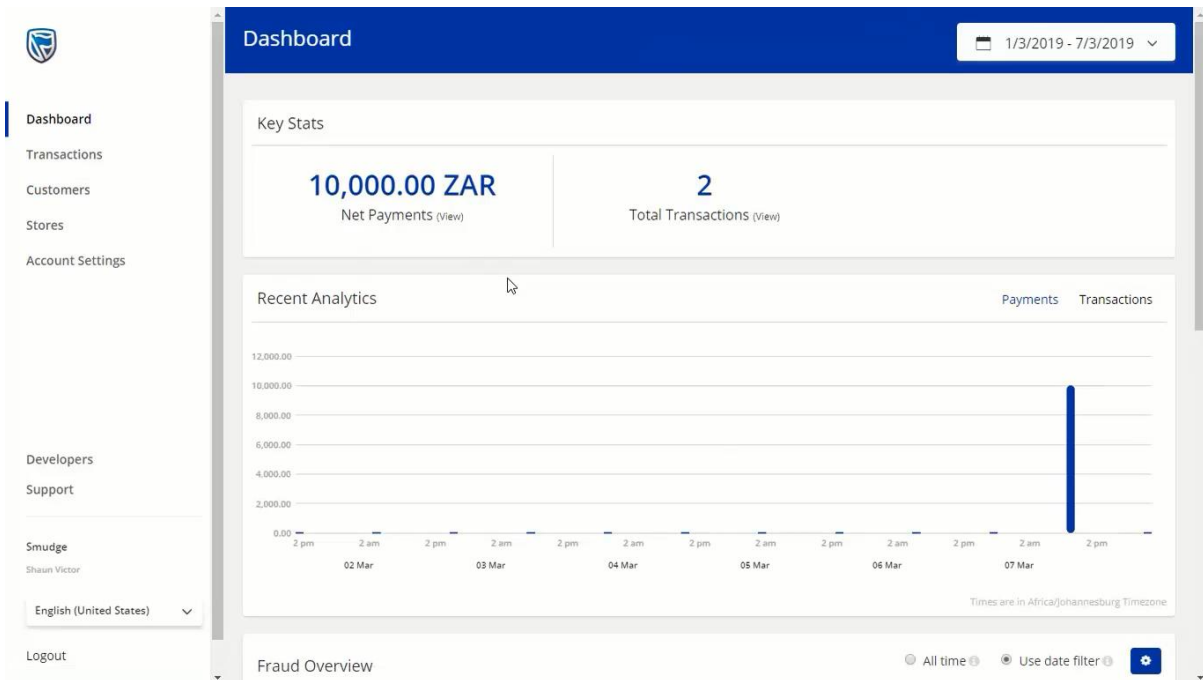 Dashboard
1/3/2019 - 7/3/2019
Dashboard
Transactions
Customers
Stores
Account Settings
Developers
Support
Smudge
Shaun Victor
English (United States)
Logout
Key Stats
10,000.00 ZAR
Net Payments (View)
2
Total Transactions (View)
Recent Analytics
Payments Transactions
12,000.00
10,000.00
8,000.00
6,000.00
4,000.00
2,000.00
0.00
2 pm 2 am 2 pm 2 am 2 pm 2 am 2 pm 2 am 2 pm 2 am 2 pm 2 am 2 pm
02 Mar 03 Mar 04 Mar 05 Mar 06 Mar 07 Mar
Times are in Africa/Johannesburg Timezone
Fraud Overview
All time Use date filter